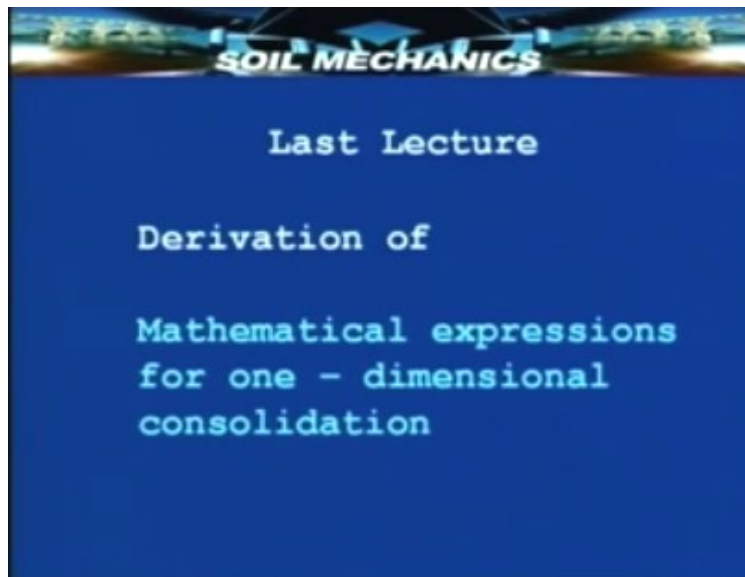 SOIL MECHANICS
Last Lecture
Derivation of
Mathematical expressions
for one – dimensional
consolidation